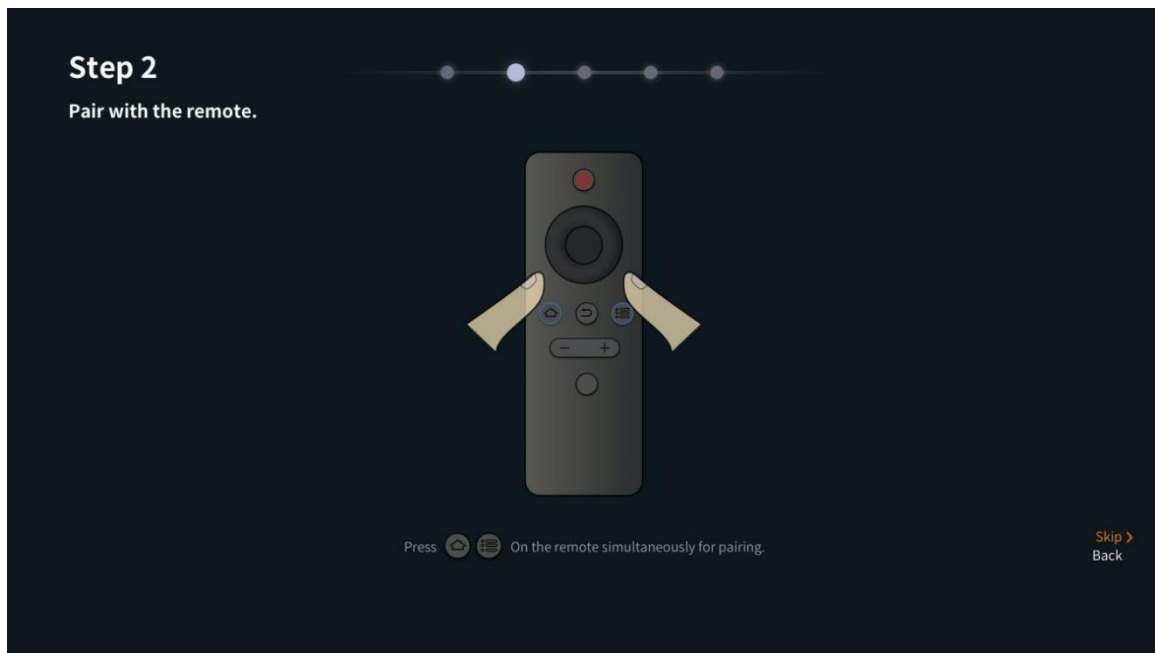 Step 2
Pair with the remote.
− +
Press On the remote simultaneously for pairing.
Skip >
Back